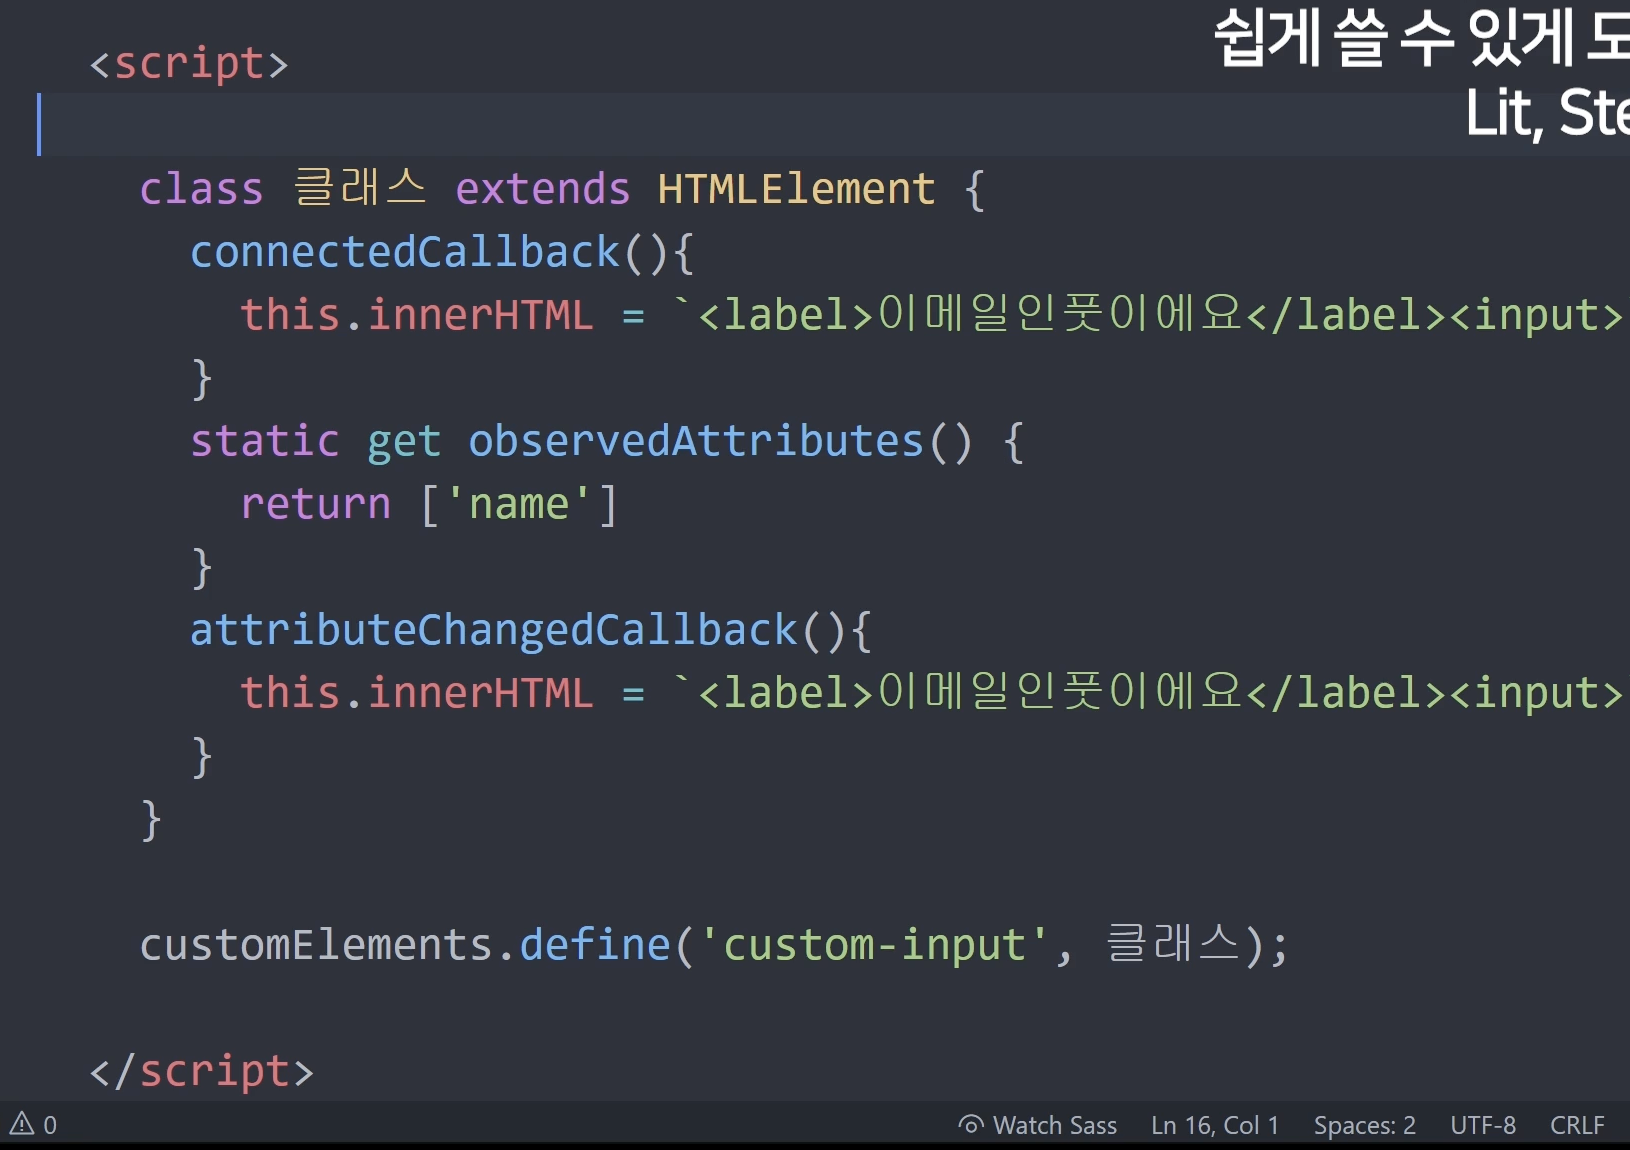 쉽게 쓸 수 있게
Lit,
<script>
class 클래스 extends HTMLElement {
connectedCallback(){
this.innerHTML = `<label>이메일인풋이에요</label><input>
}
static get observedAttributes() {
return ['name']
}
attributeChangedCallback(){
this.innerHTML = `<label>이메일인풋이에요</label><input>
}
}
customElements.define('custom-input', 클래스);
</script>
0 Watch Sass Ln 16, Col 1 Spaces: 2 UTF-8 CRLF